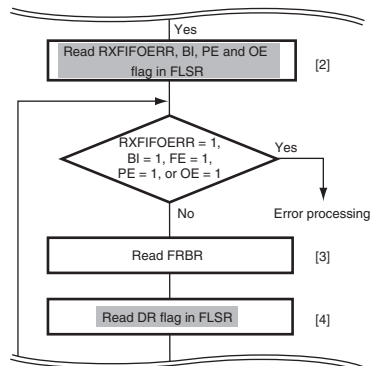 Yes
Read RXFIFOERR, BI, PE and OE
flag in FLSR
[2]
RXFIFOERR = 1,
BI = 1, FE = 1,
PE = 1, or OE = 1
Yes
No
Error processing
Read FRBR
[3]
Read DR flag in FLSR
[4]